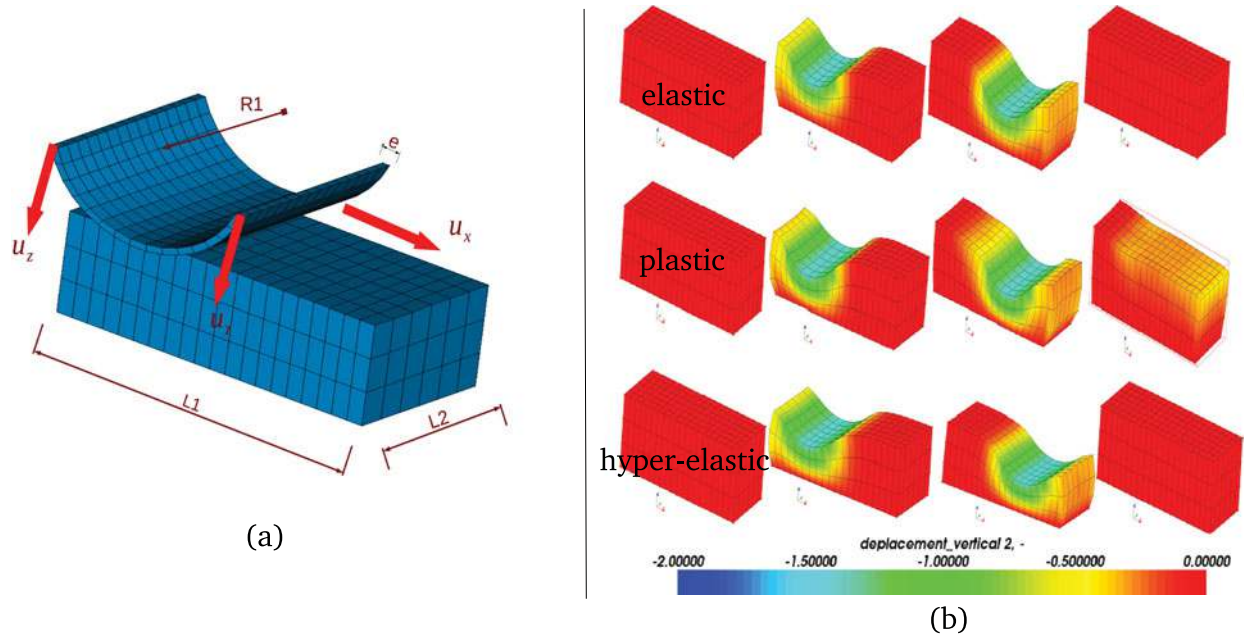 R1
e
u_z
u_x
u_z
L1
L2
(a)
elastic
plastic
hyper-elastic
deplacement_vertical 2, -
-2.00000 -1.50000 -1.00000 -0.500000 0.00000
(b)